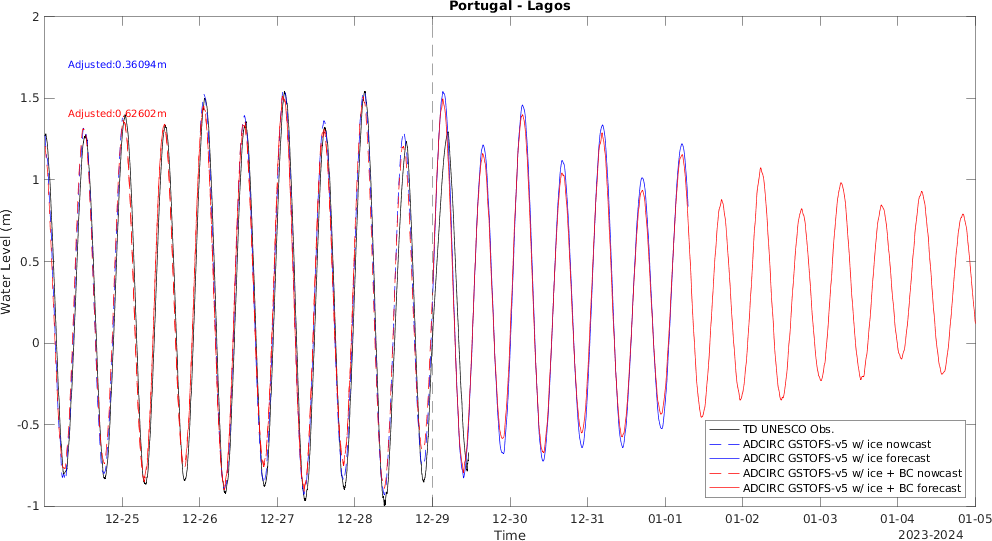 Portugal - Lagos
Water Level (m)
2
1.5
1
0.5
0
-0.5
-1
Adjusted:0.36094m
Adjusted:0.62602m
TD UNESCO Obs.
ADCIRC GSTOFS-v5 w/ ice nowcast
ADCIRC GSTOFS-v5 w/ ice forecast
ADCIRC GSTOFS-v5 w/ ice + BC nowcast
ADCIRC GSTOFS-v5 w/ ice + BC forecast
12-25 12-26 12-27 12-28 12-29 12-30 12-31 01-01 01-02 01-03 01-04 01-05
Time
2023-2024